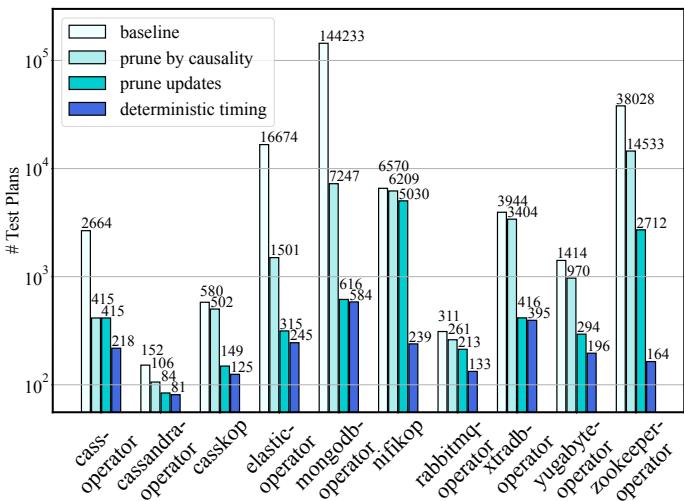 baseline
prune by causality
prune updates
deterministic timing
# Test Plans
10^5
10^4
10^3
10^2
2664
415
415
218
152
106
84
81
580
502
149
125
16674
1501
315
245
144233
7247
616
584
6570
6209
5030
239
311
261
213
133
3944
3404
416
395
1414
970
294
196
38028
14533
2712
164
cass-
operator
cassandra-
operator
casskop
elastic-
operator
mongodb-
operator
nifikop
rabbitmq-
operator
xtradb-
operator
yugabyte-
operator
zookeeper-
operator